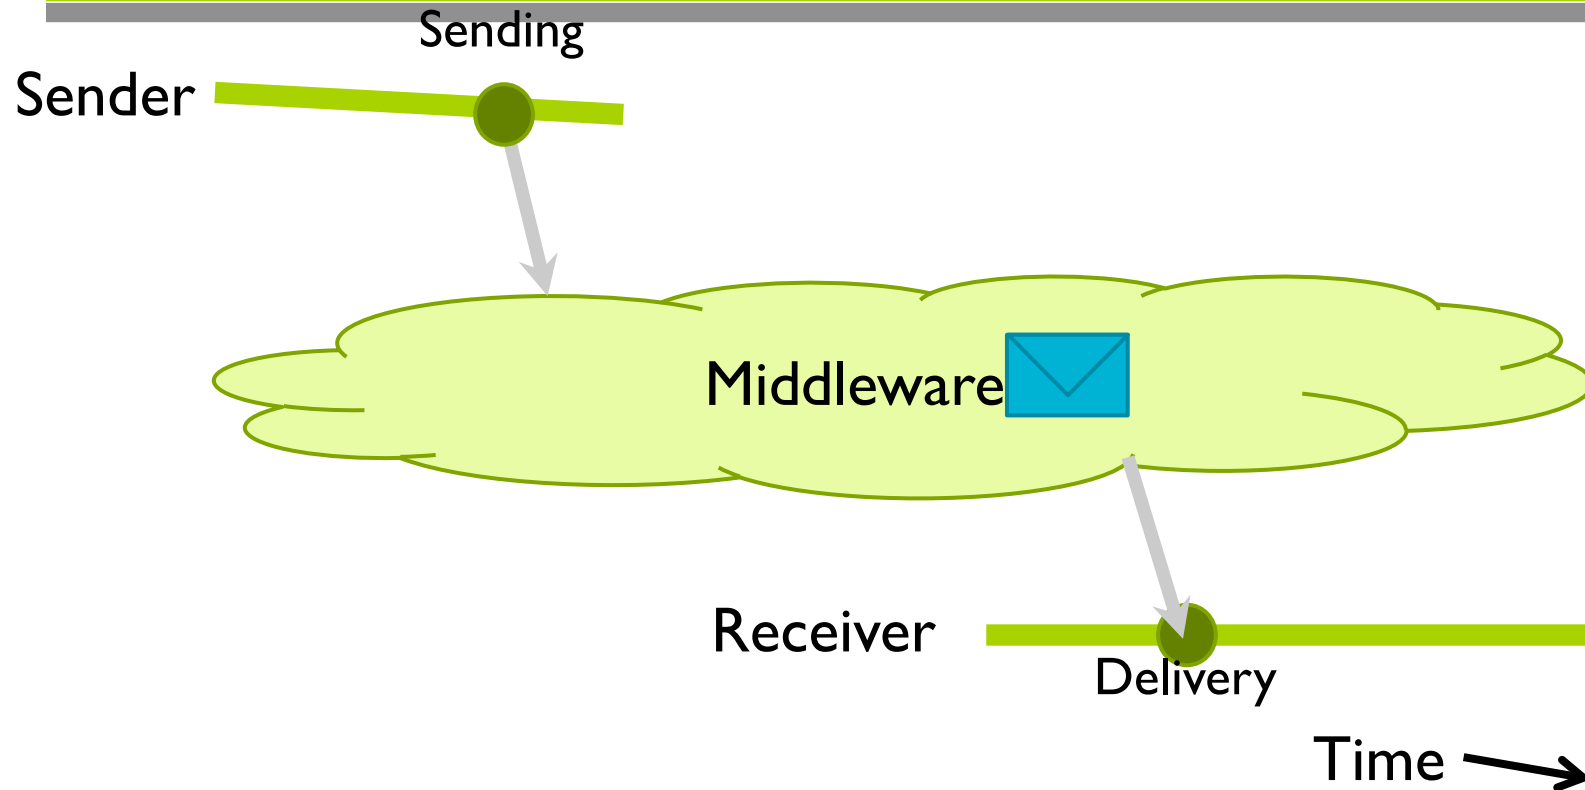 Sending
Sender
Middleware
Receiver
Delivery
Time